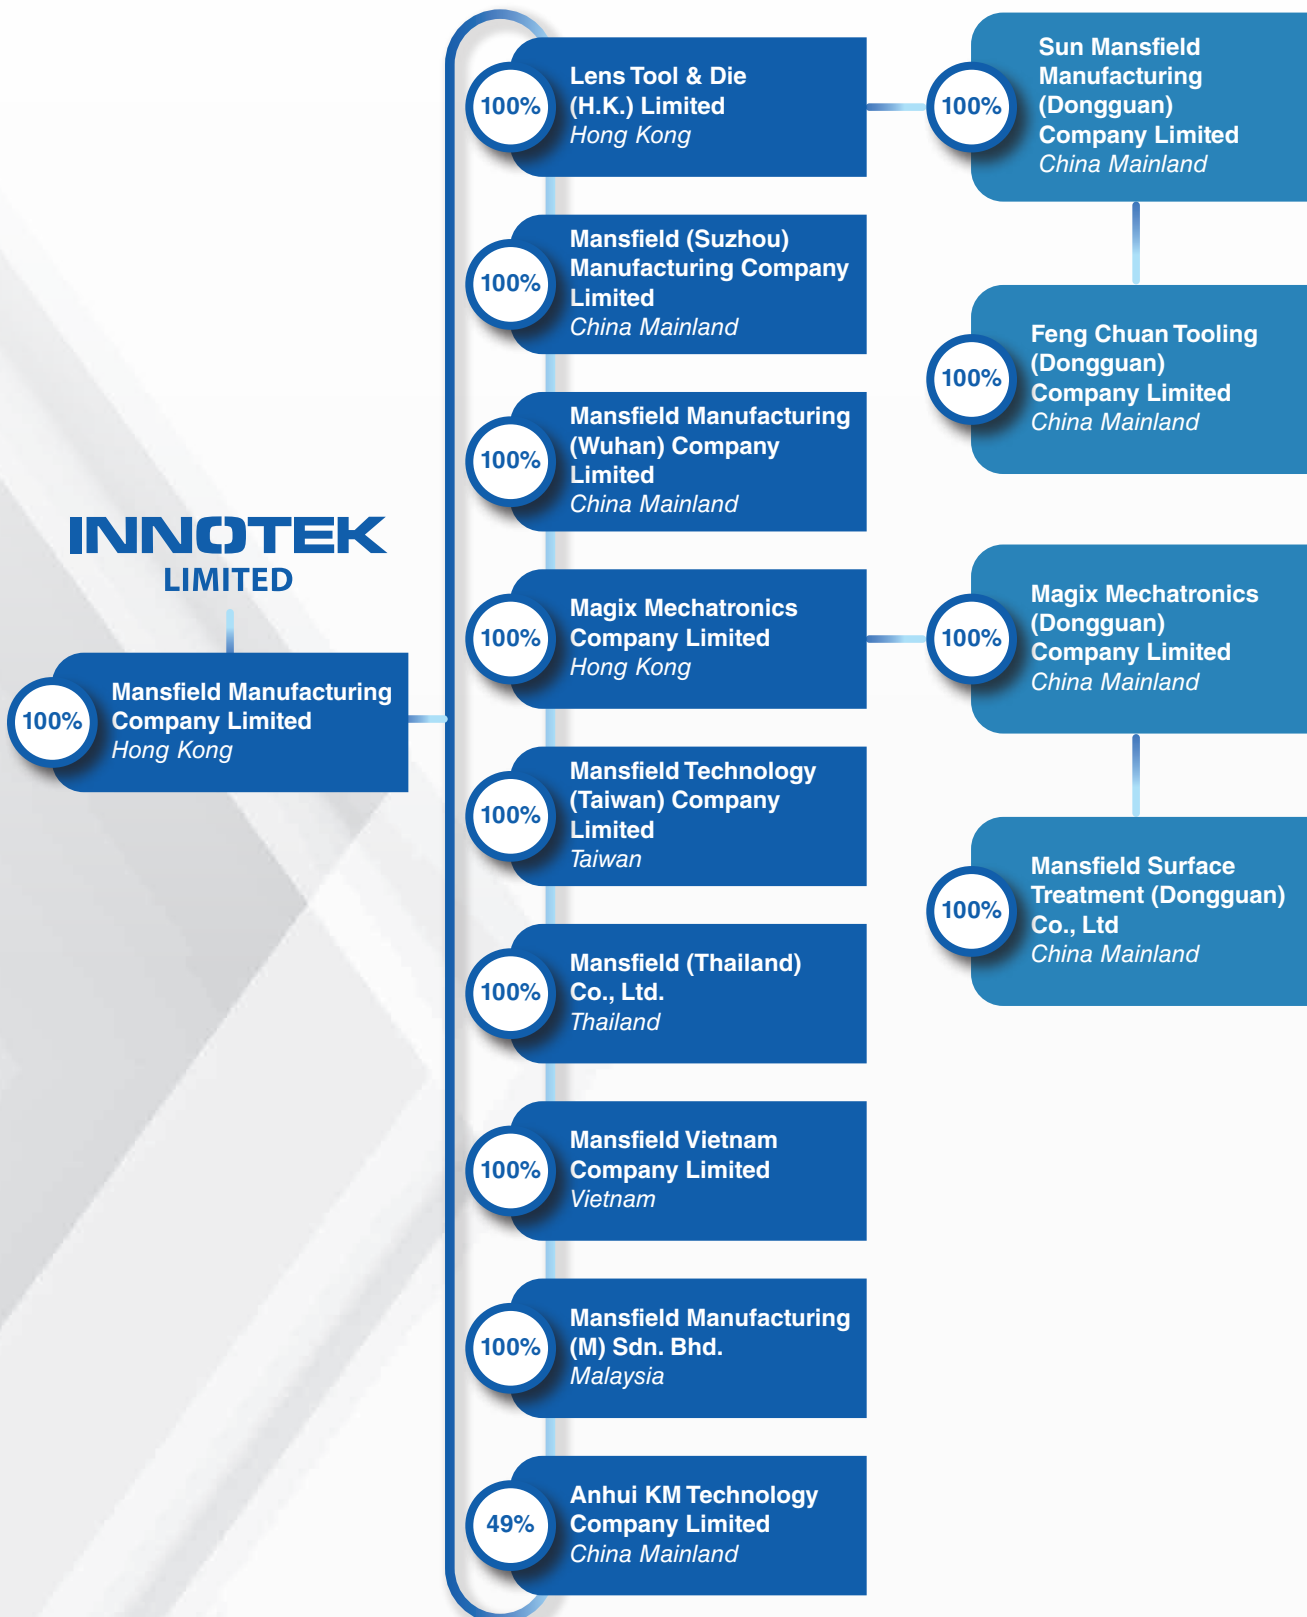 INNOTEK
LIMITED
100%
Mansfield Manufacturing
Company Limited
Hong Kong
100%
Lens Tool & Die
(H.K.) Limited
Hong Kong
100%
Sun Mansfield
Manufacturing
(Dongguan)
Company Limited
China Mainland
100%
Feng Chuan Tooling
(Dongguan)
Company Limited
China Mainland
100%
Mansfield (Suzhou)
Manufacturing Company
Limited
China Mainland
100%
Mansfield Manufacturing
(Wuhan) Company
Limited
China Mainland
100%
Magix Mechatronics
Company Limited
Hong Kong
100%
Magix Mechatronics
(Dongguan)
Company Limited
China Mainland
100%
Mansfield Surface
Treatment (Dongguan)
Co., Ltd
China Mainland
100%
Mansfield Technology
(Taiwan) Company
Limited
Taiwan
100%
Mansfield (Thailand)
Co., Ltd.
Thailand
100%
Mansfield Vietnam
Company Limited
Vietnam
100%
Mansfield Manufacturing
(M) Sdn. Bhd.
Malaysia
49%
Anhui KM Technology
Company Limited
China Mainland